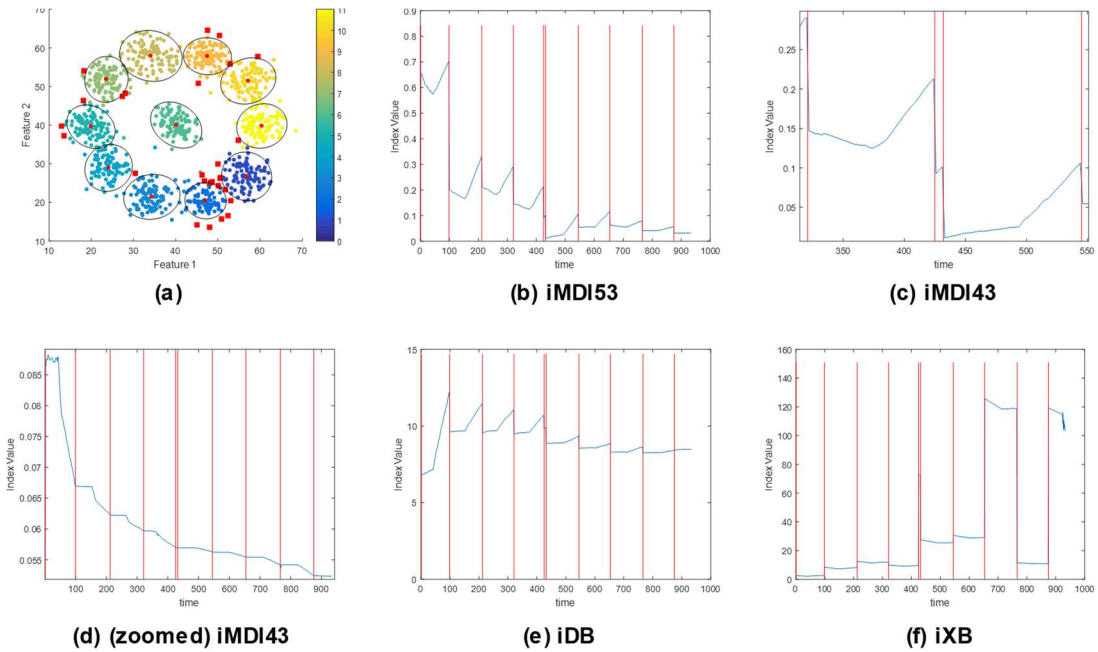 70
60
50
40
30
20
10
10 20 30 40 50 60 70
Feature 2
Feature 1
11
10
9
8
7
6
5
4
3
2
1
0
(a)
0.9
0.8
0.7
0.6
0.5
0.4
0.3
0.2
0.1
0
0 100 200 300 400 500 600 700 800 900 1000
Index Value
time
(b) iMDI53
0.25
0.2
0.15
0.1
0.05
350 400 450 500 550
Index Value
time
(c) iMDI43
0.085
0.08
0.075
0.07
0.065
0.06
0.055
0 100 200 300 400 500 600 700 800 900
Index Value
time
(d) (zoomed) iMDI43
15
10
5
0
0 100 200 300 400 500 600 700 800 900 1000
Index Value
time
(e) iDB
160
140
120
100
80
60
40
20
0
0 100 200 300 400 500 600 700 800 900 1000
Index Value
time
(f) iXB